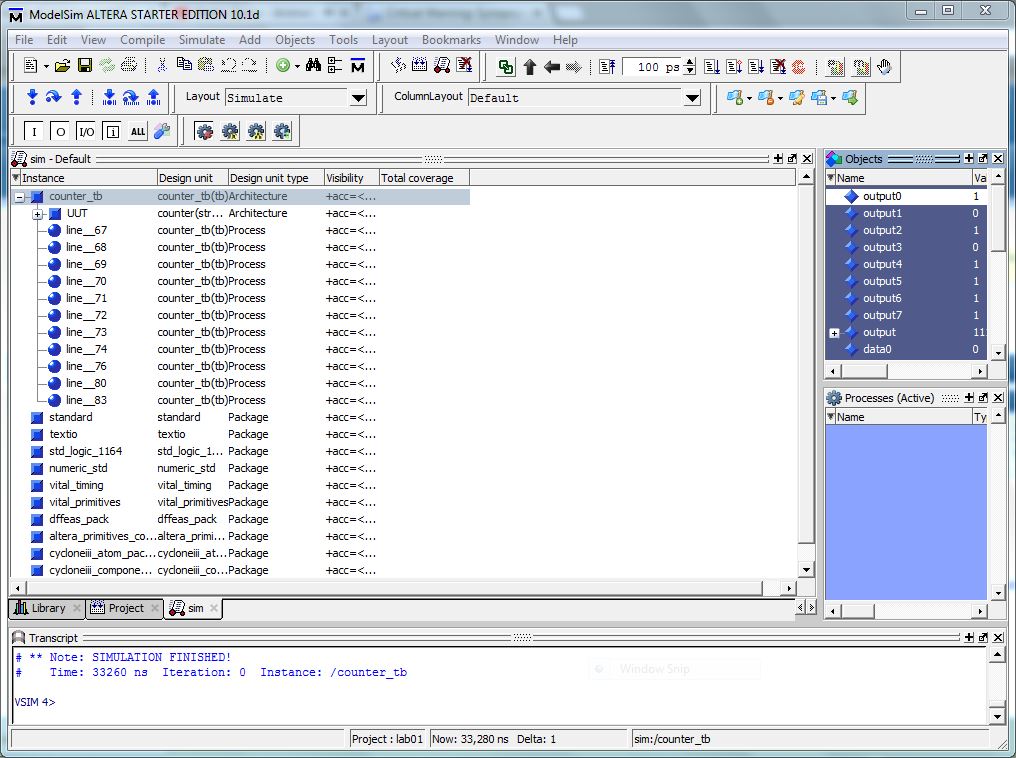 ModelSim ALTERA STARTER EDITION 10.1d
File Edit View Compile Simulate Add Objects Tools Layout Bookmarks Window Help
100 ps
Layout Simulate ColumnLayout Default
I O I/O i ALL
sim - Default
Instance Design unit Design unit type Visibility Total coverage
counter_tb counter_tb(tb) Architecture +acc=<...
UUT counter(str... Architecture +acc=<...
line__67 counter_tb(tb) Process +acc=<...
line__68 counter_tb(tb) Process +acc=<...
line__69 counter_tb(tb) Process +acc=<...
line__70 counter_tb(tb) Process +acc=<...
line__71 counter_tb(tb) Process +acc=<...
line__72 counter_tb(tb) Process +acc=<...
line__73 counter_tb(tb) Process +acc=<...
line__74 counter_tb(tb) Process +acc=<...
line__76 counter_tb(tb) Process +acc=<...
line__80 counter_tb(tb) Process +acc=<...
line__83 counter_tb(tb) Process +acc=<...
standard standard Package +acc=<...
textio textio Package +acc=<...
std_logic_1164 std_logic_1... Package +acc=<...
numeric_std numeric_std Package +acc=<...
vital_timing vital_timing Package +acc=<...
vital_primitives vital_primitives Package +acc=<...
dffeas_pack dffeas_pack Package +acc=<...
altera_primitives_co... altera_primi... Package +acc=<...
cycloneiii_atom_pac... cycloneiii_at... Package +acc=<...
cycloneiii_compone... cycloneiii_co... Package +acc=<...
Library Project sim
Objects
Name Va
output0 1
output1 0
output2 1
output3 0
output4 1
output5 1
output6 1
output7 1
output 11
data0 0
Processes (Active)
Name Ty
Transcript
# ** Note: SIMULATION FINISHED!
# Time: 33260 ns Iteration: 0 Instance: /counter_tb
Window Snip
VSIM 4>
Project : lab01 Now: 33,280 ns Delta: 1 sim:/counter_tb